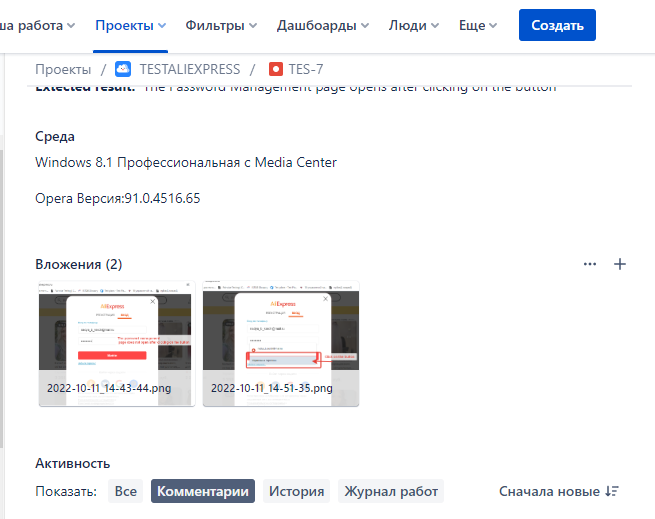 ша работа Проекты Фильтры Дашборды Люди Еще Создать
Проекты / TESTALIEXPRESS / TES-7
Extected result: The Password Management page opens after clicking on the button
Среда
Windows 8.1 Профессиональная с Media Center
Opera Версия:91.0.4516.65
Вложения (2)
AliExpress AliExpress
2022-10-11_14-43-44.png 2022-10-11_14-51-35.png
Активность
Показать: Все Комментарии История Журнал работ Сначала новые